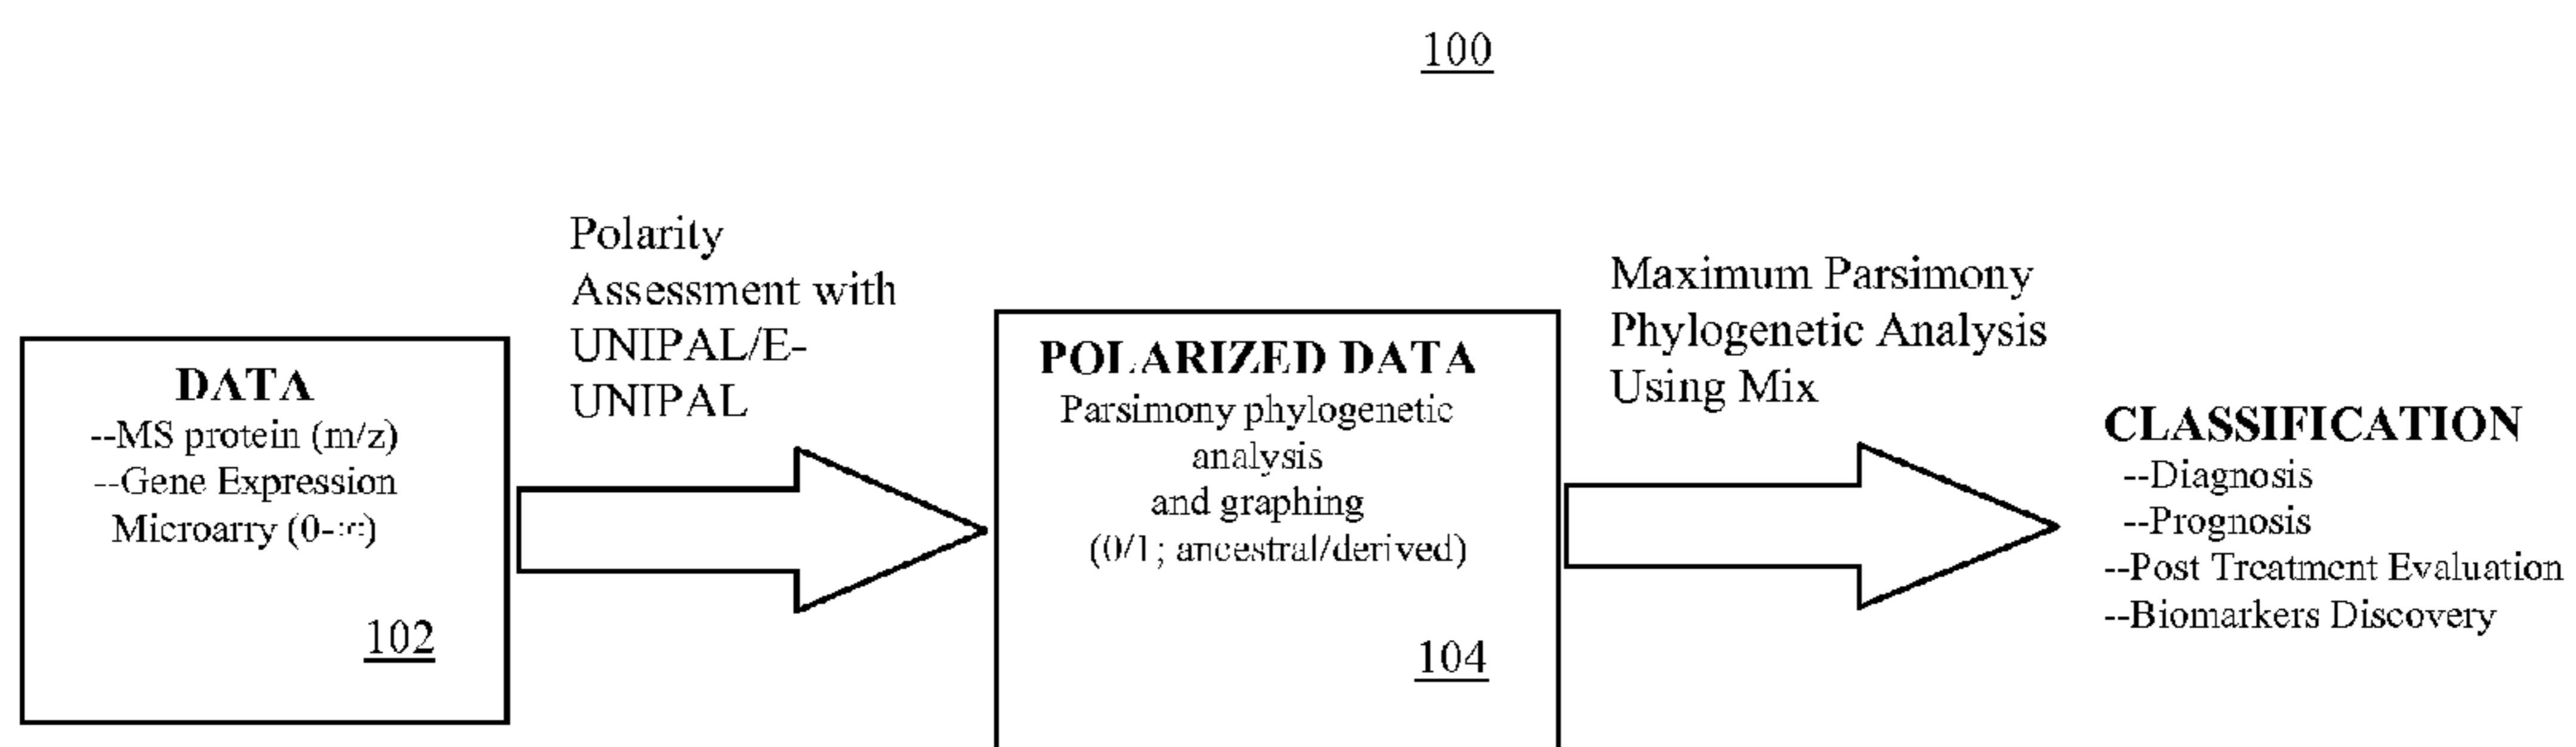 100
Polarity
Assessment with
UNIPAL/E-
UNIPAL
Maximum Parsimony
Phylogenetic Analysis
Using Mix
DATA
--MS protein (m/z)
--Gene Expression
Microarry
102
POLARIZED DATA
Parsimony phylogenetic
analysis
and graphing
(0/1; ancestral/derived)
104
CLASSIFICATION
--Diagnosis
--Prognosis
--Post Treatment Evaluation
--Biomarkers Discovery